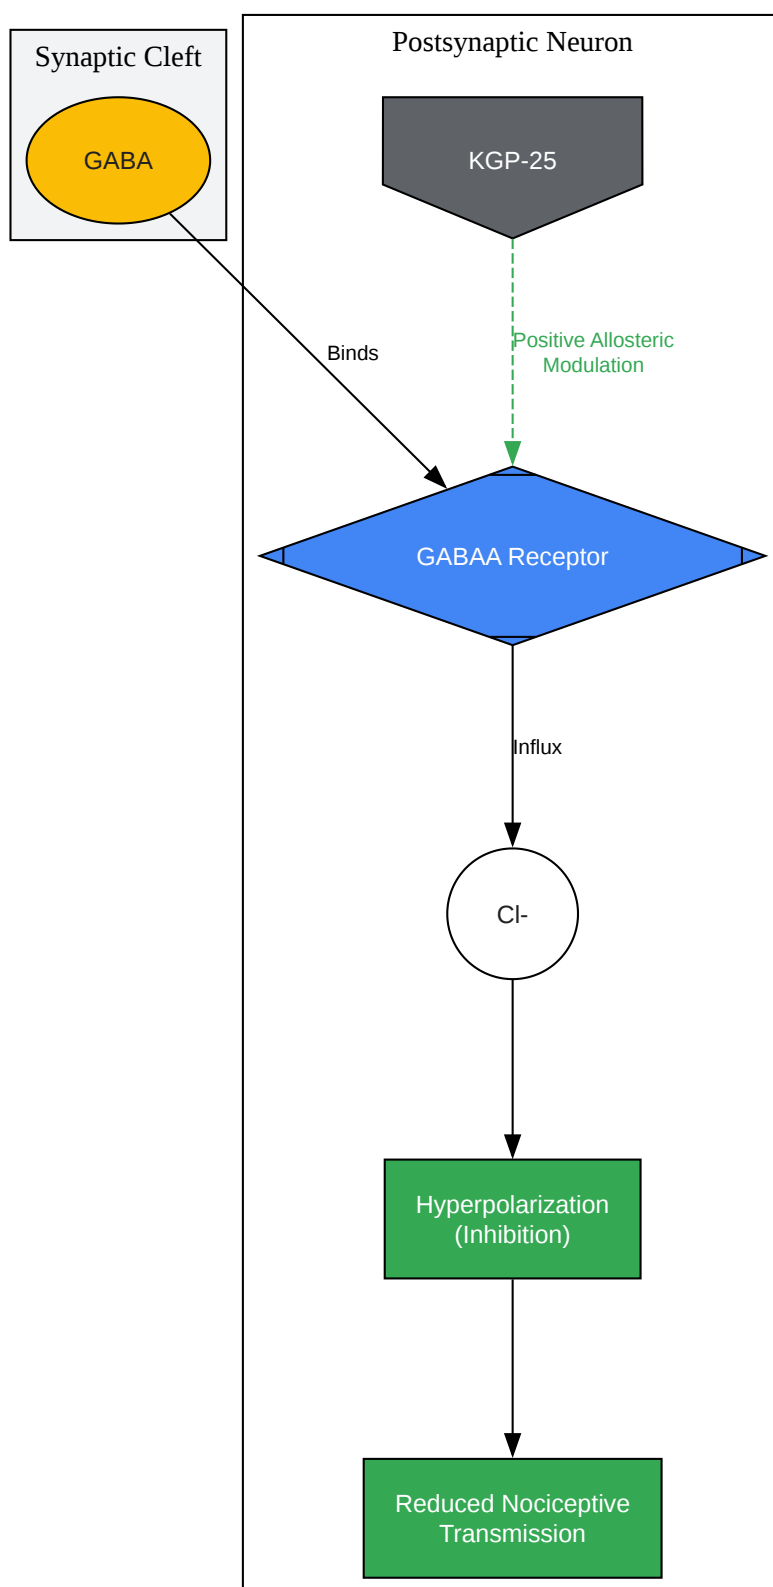 Synaptic Cleft
GABA
Postsynaptic Neuron
KGP-25
Positive Allosteric
Modulation
Binds
GABAA Receptor
Influx
Cl-
Hyperpolarization
(Inhibition)
Reduced Nociceptive
Transmission